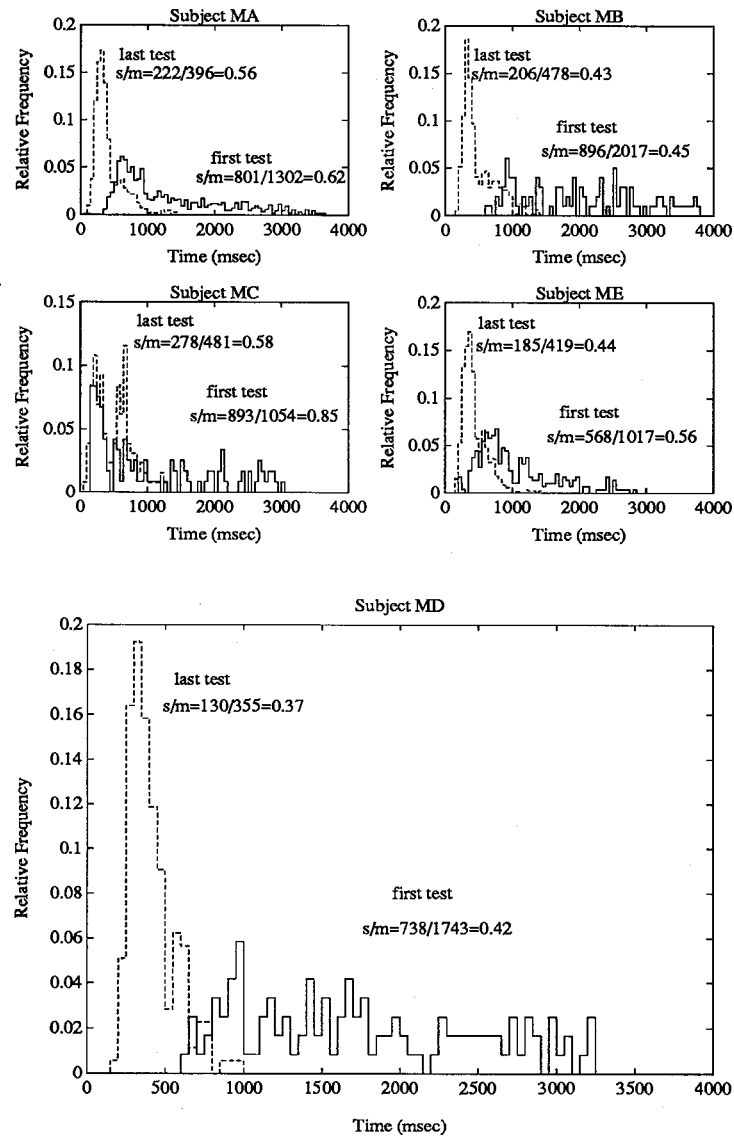 Subject MA
0.2
0.15
0.1
0.05
0
Relative Frequency
last test
s/m=222/396=0.56
first test
s/m=801/1302=0.62
0 1000 2000 3000 4000
Time (msec)
Subject MB
0.2
0.15
0.1
0.05
0
Relative Frequency
last test
s/m=206/478=0.43
first test
s/m=896/2017=0.45
0 1000 2000 3000 4000
Time (msec)
Subject MC
0.15
0.1
0.05
0
Relative Frequency
last test
s/m=278/481=0.58
first test
s/m=893/1054=0.85
0 1000 2000 3000 4000
Time (msec)
Subject ME
0.2
0.15
0.1
0.05
0
Relative Frequency
last test
s/m=185/419=0.44
first test
s/m=568/1017=0.56
0 1000 2000 3000 4000
Time (msec)
Subject MD
0.2
0.18
0.16
0.14
0.12
0.1
0.08
0.06
0.04
0.02
0
Relative Frequency
last test
s/m=130/355=0.37
first test
s/m=738/1743=0.42
0 500 1000 1500 2000 2500 3000 3500 4000
Time (msec)